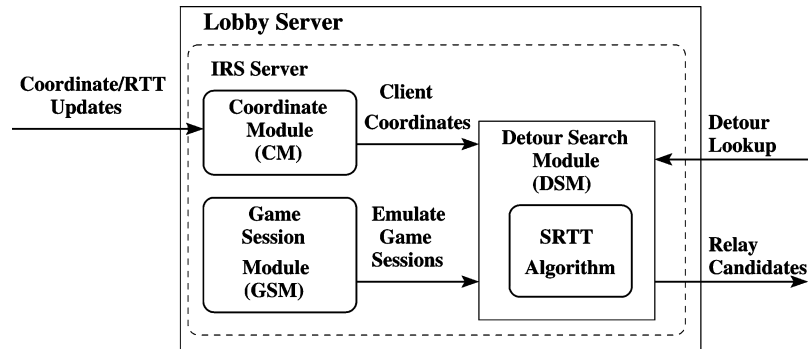 Lobby Server
IRS Server
Coordinate/RTT
Updates
Coordinate
Module
(CM)
Client
Coordinates
Detour Search
Module
(DSM)
Detour
Lookup
Game
Session
Module
(GSM)
Emulate
Game
Sessions
SRTT
Algorithm
Relay
Candidates